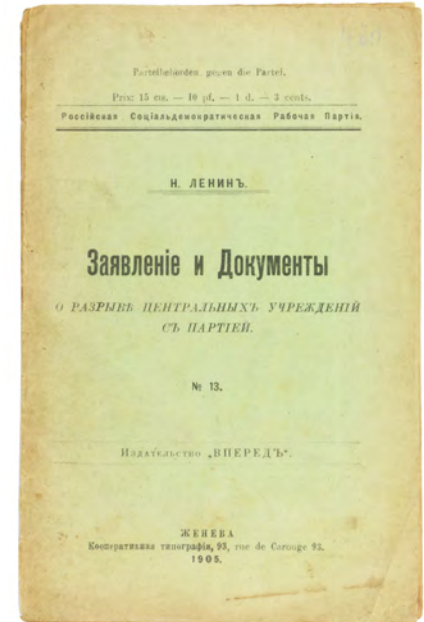 Parteibehorden gegen die Partei.
Prix: 15 cts. — 10 pf. — 1 d. — 3 cents.
Россійская Соціальдемократическая Рабочая Партія.
Н. ЛЕНИНЪ.
Заявленіе и Документы
О РАЗРЫВѢ ЦЕНТРАЛЬНЫХЪ УЧРЕЖДЕНІЙ
СЪ ПАРТІЕЙ.
№ 13.
Издательство „ВПЕРЕДЪ“.
ЖЕНЕВА
Кооперативная типографія, 93, rue de Carouge 93.
1905.